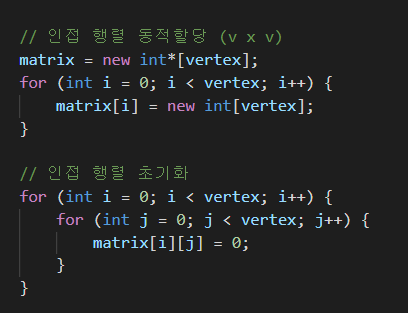 // 인접 행렬 동적할당 (v x v)
matrix = new int*[vertex];
for (int i = 0; i < vertex; i++) {
    matrix[i] = new int[vertex];
}

// 인접 행렬 초기화
for (int i = 0; i < vertex; i++) {
    for (int j = 0; j < vertex; j++) {
        matrix[i][j] = 0;
    }
}